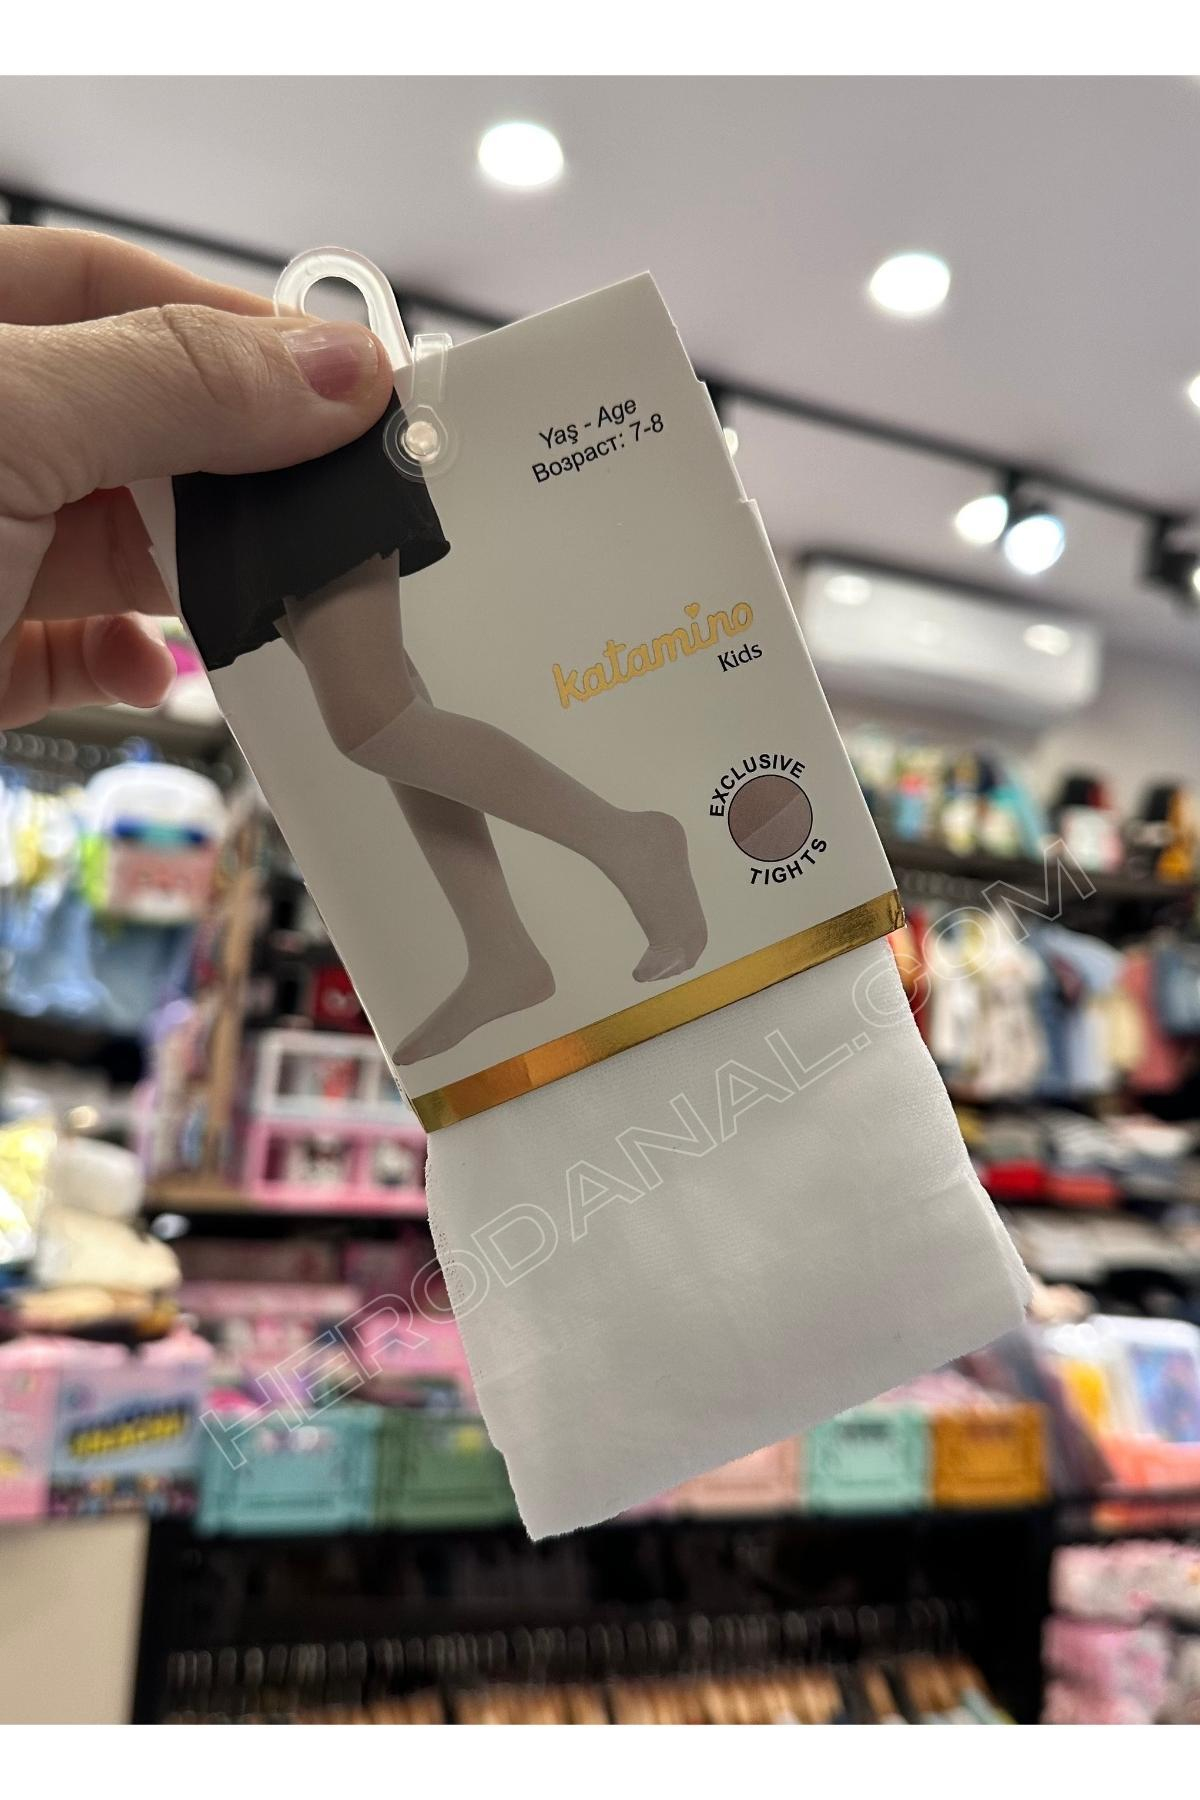 Yaş - Age
Возраст: 7-8
katamino
Kids
EXCLUSIVE
TIGHTS
HERODANAL.COM